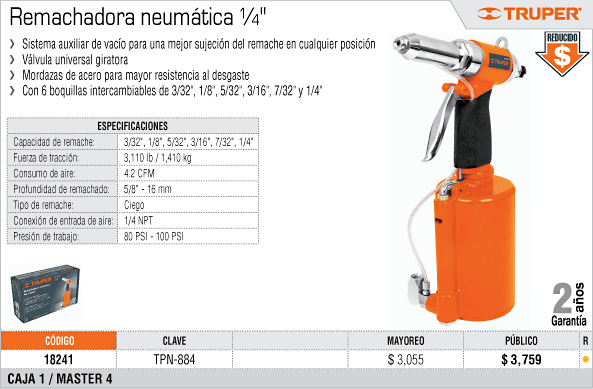 Remachadora neumática 1/4"
TRUPER®
REDUCIDO
$
› Sistema auxiliar de vacío para una mejor sujeción del remache en cualquier posición
› Válvula universal giratora
› Mordazas de acero para mayor resistencia al desgaste
› Con 6 boquillas intercambiables de 3/32", 1/8", 5/32", 3/16", 7/32" y 1/4"
TRUPER
ESPECIFICACIONES
Capacidad de remache: 3/32", 1/8", 5/32", 3/16", 7/32", 1/4"
Fuerza de tracción: 3,110 lb / 1,410 kg
Consumo de aire: 4.2 CFM
Profundidad de remachado: 5/8" - 16 mm
Tipo de remache: Ciego
Conexión de entrada de aire: 1/4 NPT
Presión de trabajo: 80 PSI - 100 PSI
TRUPER
Remachadora neumática
2 años
Garantía
CÓDIGO CLAVE MAYOREO PÚBLICO R
18241 TPN-884 $ 3,055 $ 3,759
CAJA 1 / MASTER 4